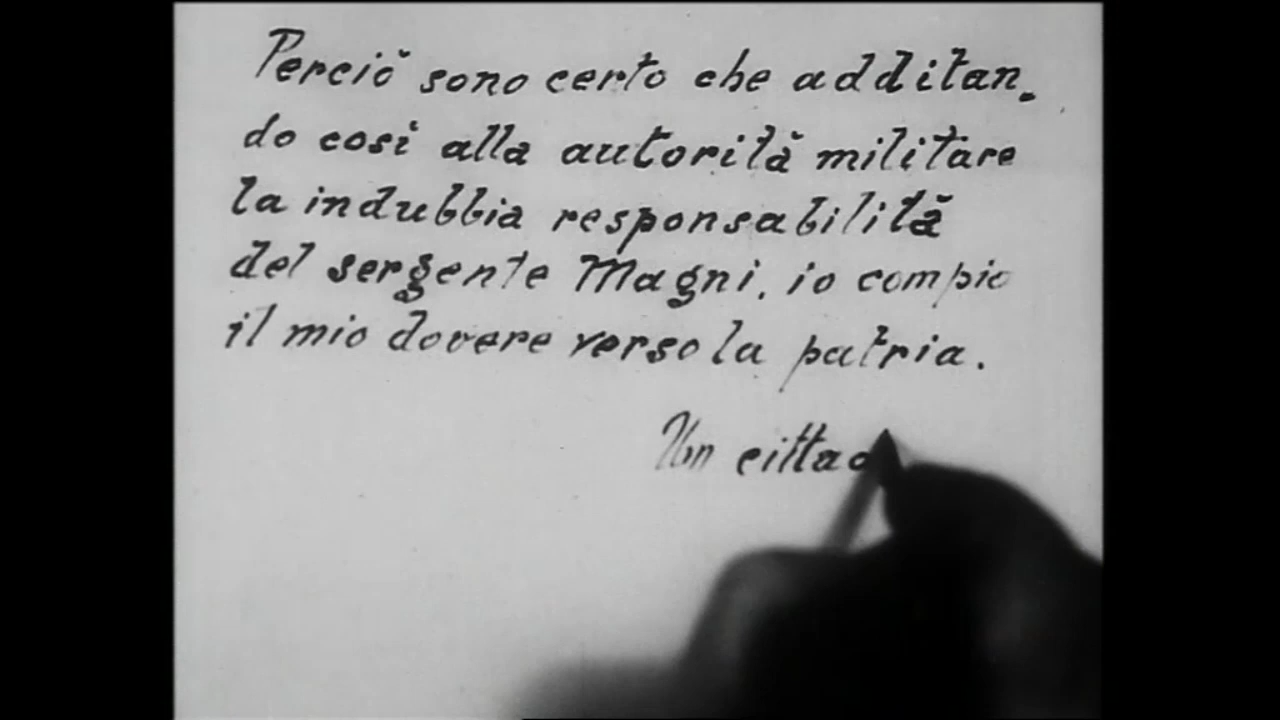 Perciò sono certo che additan-
do così alla autorità militare
la indubbia responsabilità
del sergente Magni, io compio
il mio dovere verso la patria.
Un cittad